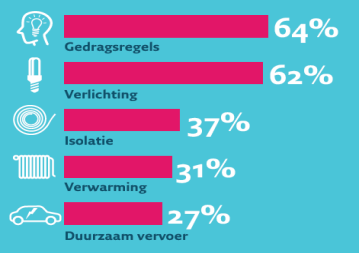 64%
Gedragsregels
62%
Verlichting
37%
Isolatie
31%
Verwarming
27%
Duurzaam vervoer